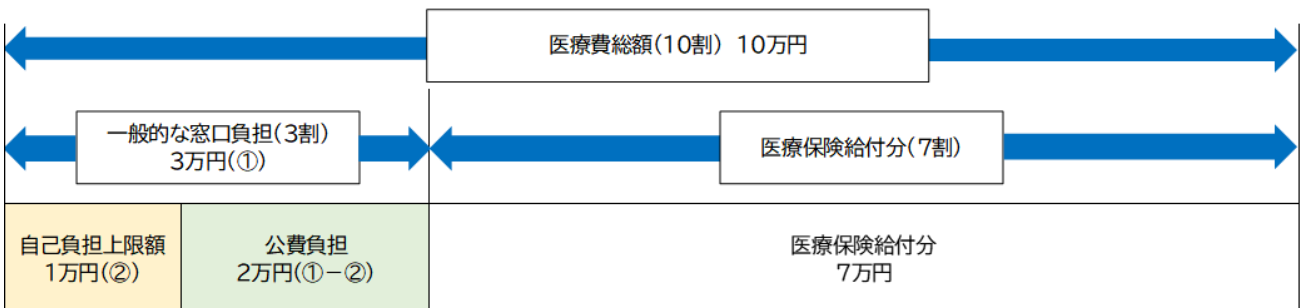 医療費総額(10割) 10万円
一般的な窓口負担(3割)
3万円(①)
医療保険給付分(7割)
自己負担上限額
1万円(②)
公費負担
2万円(①-②)
医療保険給付分
7万円